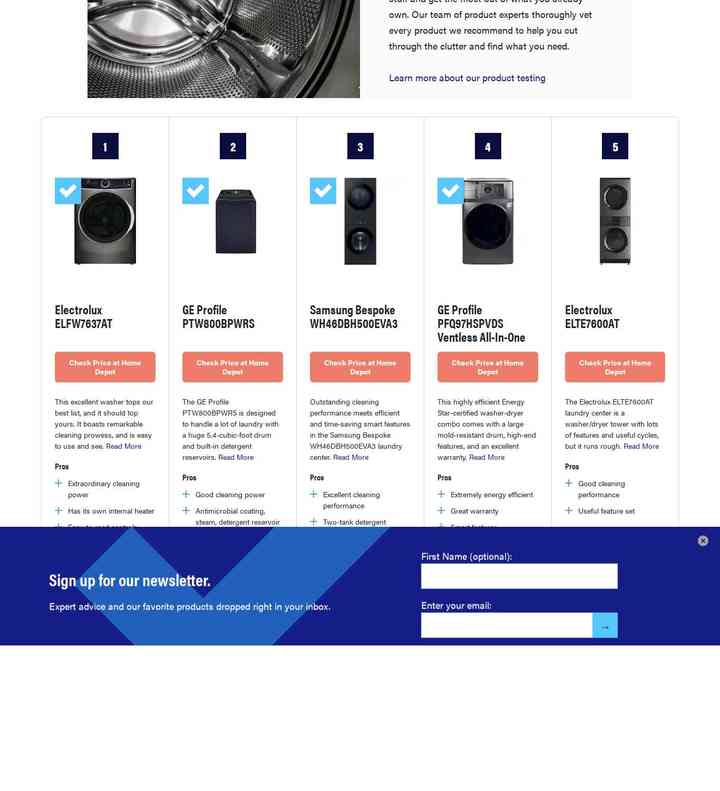 own. Our team of product experts thoroughly vet
every product we recommend to help you cut
through the clutter and find what you need.
Learn more about our product testing
1
Electrolux
ELFW7637AT
Check Price at Home
Depot
This excellent washer tops our
best list, and it should top
yours. It boasts remarkable
cleaning prowess, and is easy
to use and see. Read More
Pros
Extraordinary cleaning
power
Has its own internal heater
2
GE Profile
PTW800BPWRS
Check Price at Home
Depot
The GE Profile
PTW800BPWRS is designed
to handle a lot of laundry with
a huge 5.4-cubic-foot drum
and built-in detergent
reservoirs. Read More
Pros
Good cleaning power
Antimicrobial coating,
steam, detergent reservoir
3
Samsung Bespoke
WH46DBH500EVA3
Check Price at Home
Depot
Outstanding cleaning
performance meets efficient
and time-saving smart features
in the Samsung Bespoke
WH46DBH500EVA3 laundry
center. Read More
Pros
Excellent cleaning
performance
Two-tank detergent
4
GE Profile
PFQ97HSPVDS
Ventless All-In-One
Check Price at Home
Depot
This highly efficient Energy
Star-certified washer-dryer
combo comes with a large
mold-resistant drum, high-end
features, and an excellent
warranty. Read More
Pros
Extremely energy efficient
Great warranty
5
Electrolux
ELTE7600AT
Check Price at Home
Depot
The Electrolux ELTE7600AT
laundry center is a
washer/dryer tower with lots
of features and useful cycles,
but it runs rough. Read More
Pros
Good cleaning
performance
Useful feature set
Sign up for our newsletter.
Expert advice and our favorite products dropped right in your inbox.
First Name (optional):
Enter your email: